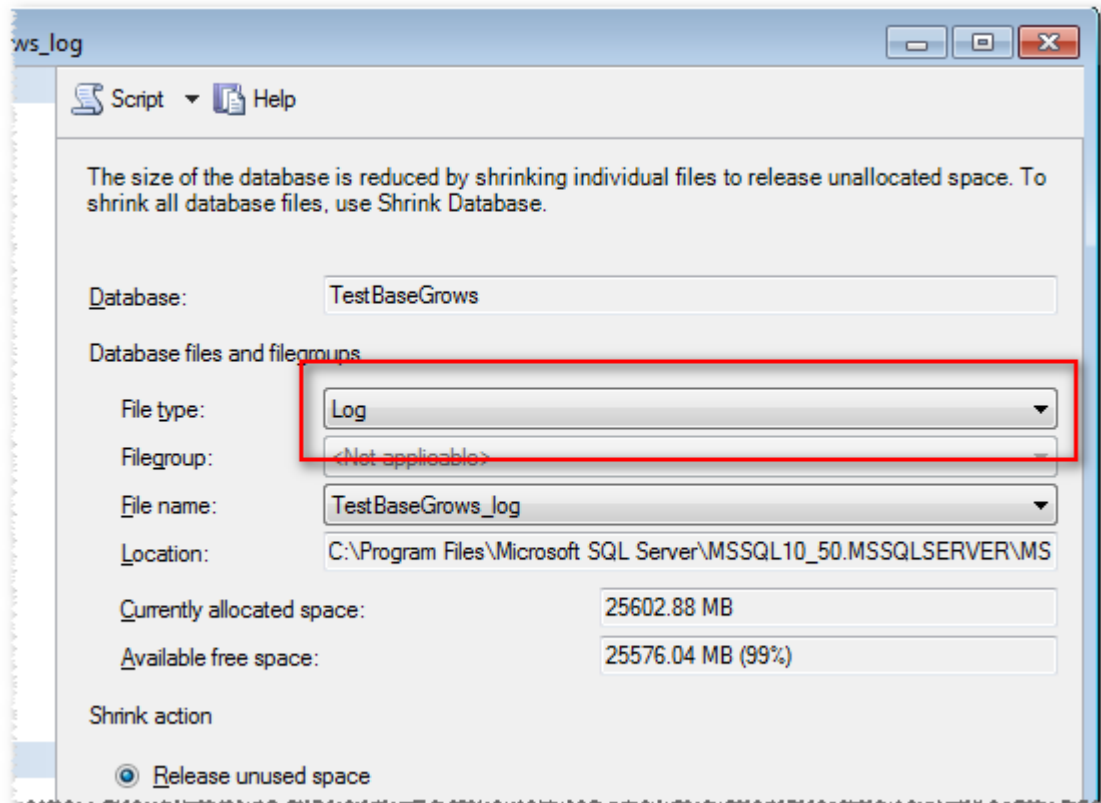 ws_log
Script Help
The size of the database is reduced by shrinking individual files to release unallocated space. To
shrink all database files, use Shrink Database.
Database: TestBaseGrows
Database files and filegroups
File type: Log
Filegroup: <Not applicable>
File name: TestBaseGrows_log
Location: C:\Program Files\Microsoft SQL Server\MSSQL10_50.MSSQLSERVER\MS
Currently allocated space: 25602.88 MB
Available free space: 25576.04 MB (99%)
Shrink action
Release unused space